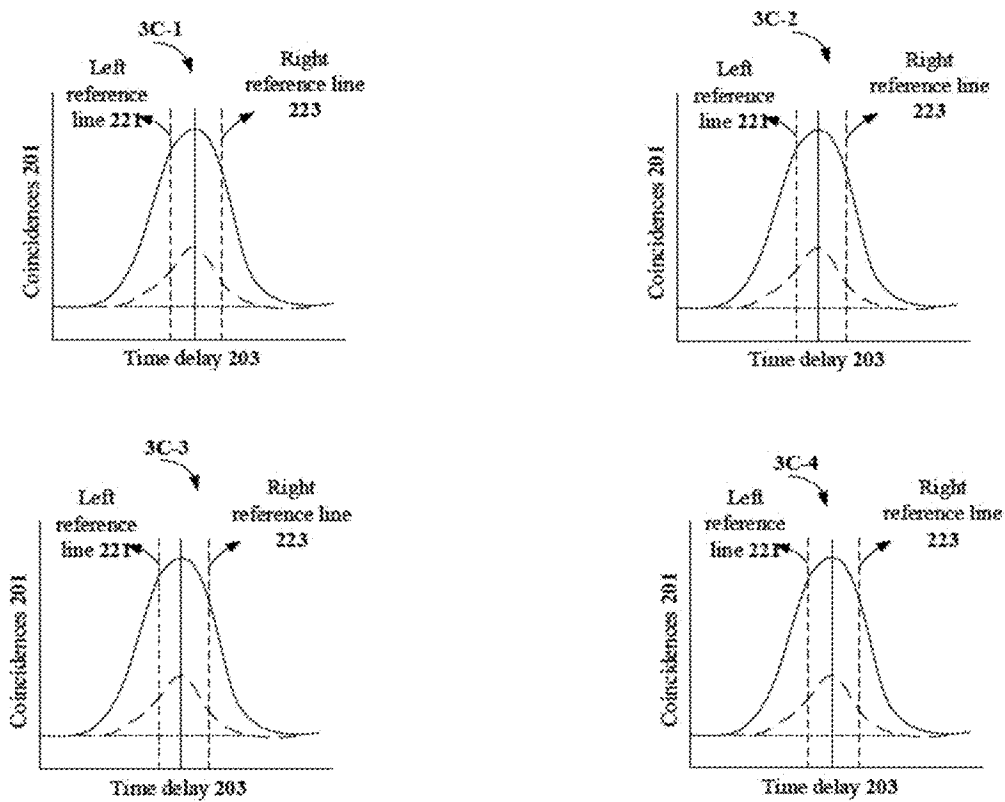 3C-1
Left
reference
line 221
Right
reference line
223
Coincidences 201
Time delay 203
3C-2
Left
reference
line 221
Right
reference line
223
Coincidences 201
Time delay 203
3C-3
Left
reference
line 221
Right
reference line
223
Coincidences 201
Time delay 203
3C-4
Left
reference
line 221
Right
reference line
223
Coincidences 201
Time delay 203